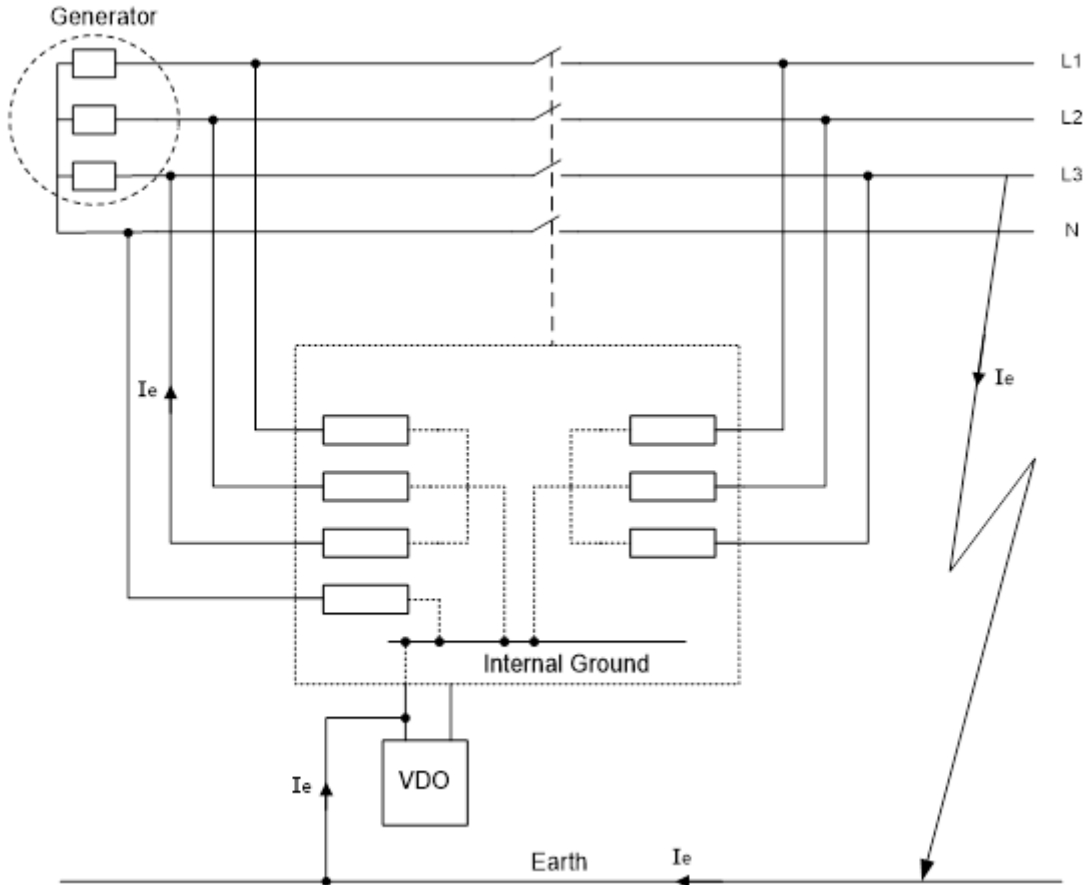 Generator
L1
L2
L3
N
Ie
Ie
Internal Ground
VDO
Ie
Earth
Ie